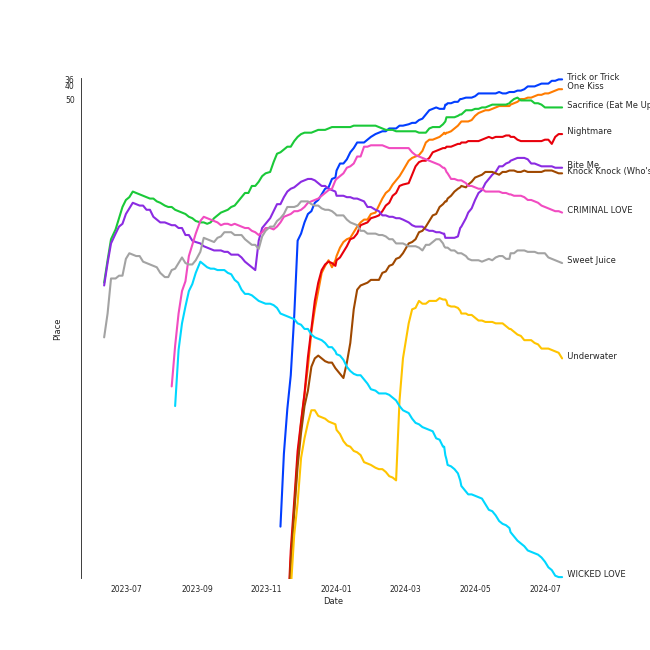 36
40
50
Trick or Trick
One Kiss
Sacrifice (Eat Me Up
Nightmare
Bite Me
Knock Knock (Who's
CRIMINAL LOVE
Sweet Juice
Underwater
WICKED LOVE
Place
2023-07 2023-09 2023-11 2024-01 2024-03 2024-05 2024-07
Date